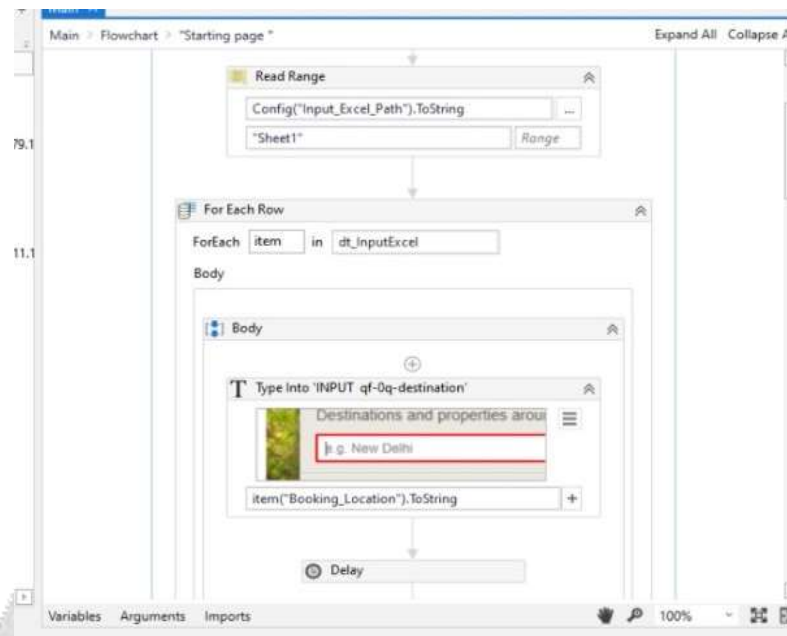 Main
Main > Flowchart > "Starting page "
Expand All Collapse A
Read Range
Config("Input_Excel_Path").ToString
...
"Sheet1"
Range
79.1
For Each Row
ForEach item in dt_InputExcel
11.1
Body
Body
Type Into 'INPUT qf-0q-destination'
Destinations and properties arou
e.g. New Delhi
item("Booking_Location").ToString
Delay
Variables Arguments Imports
100%